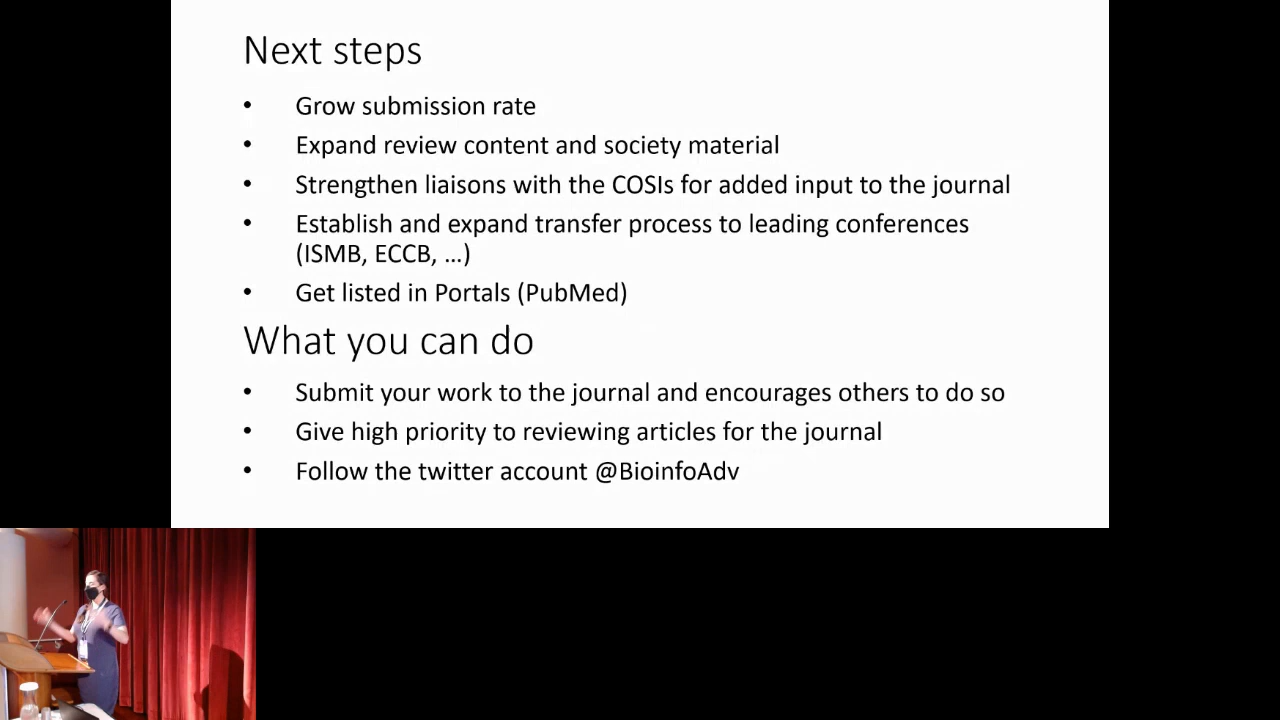 Next steps
• Grow submission rate
• Expand review content and society material
• Strengthen liaisons with the COSIs for added input to the journal
• Establish and expand transfer process to leading conferences
(ISMB, ECCB, ...)
• Get listed in Portals (PubMed)
What you can do
• Submit your work to the journal and encourages others to do so
• Give high priority to reviewing articles for the journal
• Follow the twitter account @BioinfoAdv